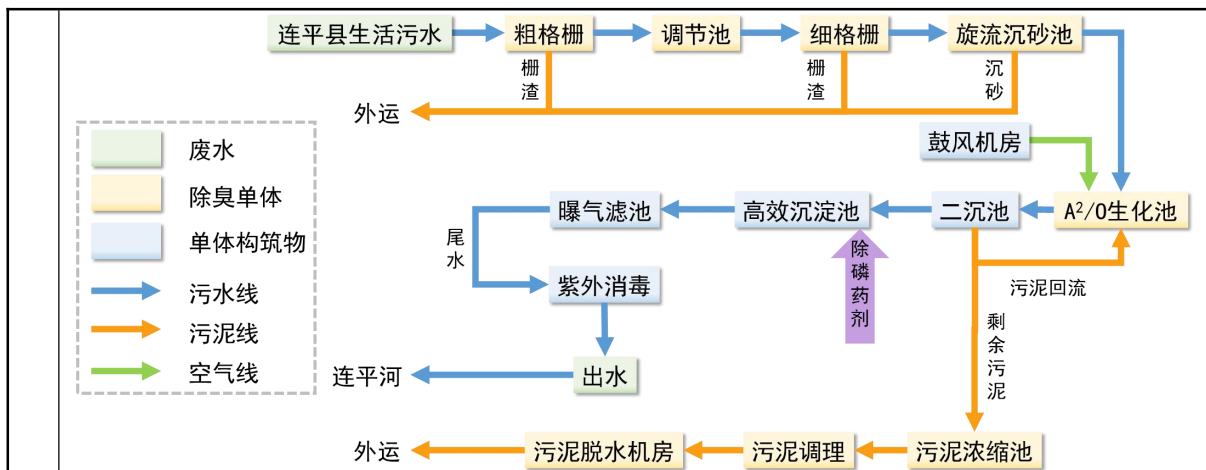 连平县生活污水
粗格栅
调节池
细格栅
旋流沉砂池
栅渣
栅渣
沉砂
外运
废水
除臭单体
单体构筑物
污水线
污泥线
空气线
鼓风机房
曝气滤池
高效沉淀池
二沉池
A²/O生化池
尾水
除磷药剂
污泥回流
紫外消毒
剩余污泥
连平河
出水
外运
污泥脱水机房
污泥调理
污泥浓缩池